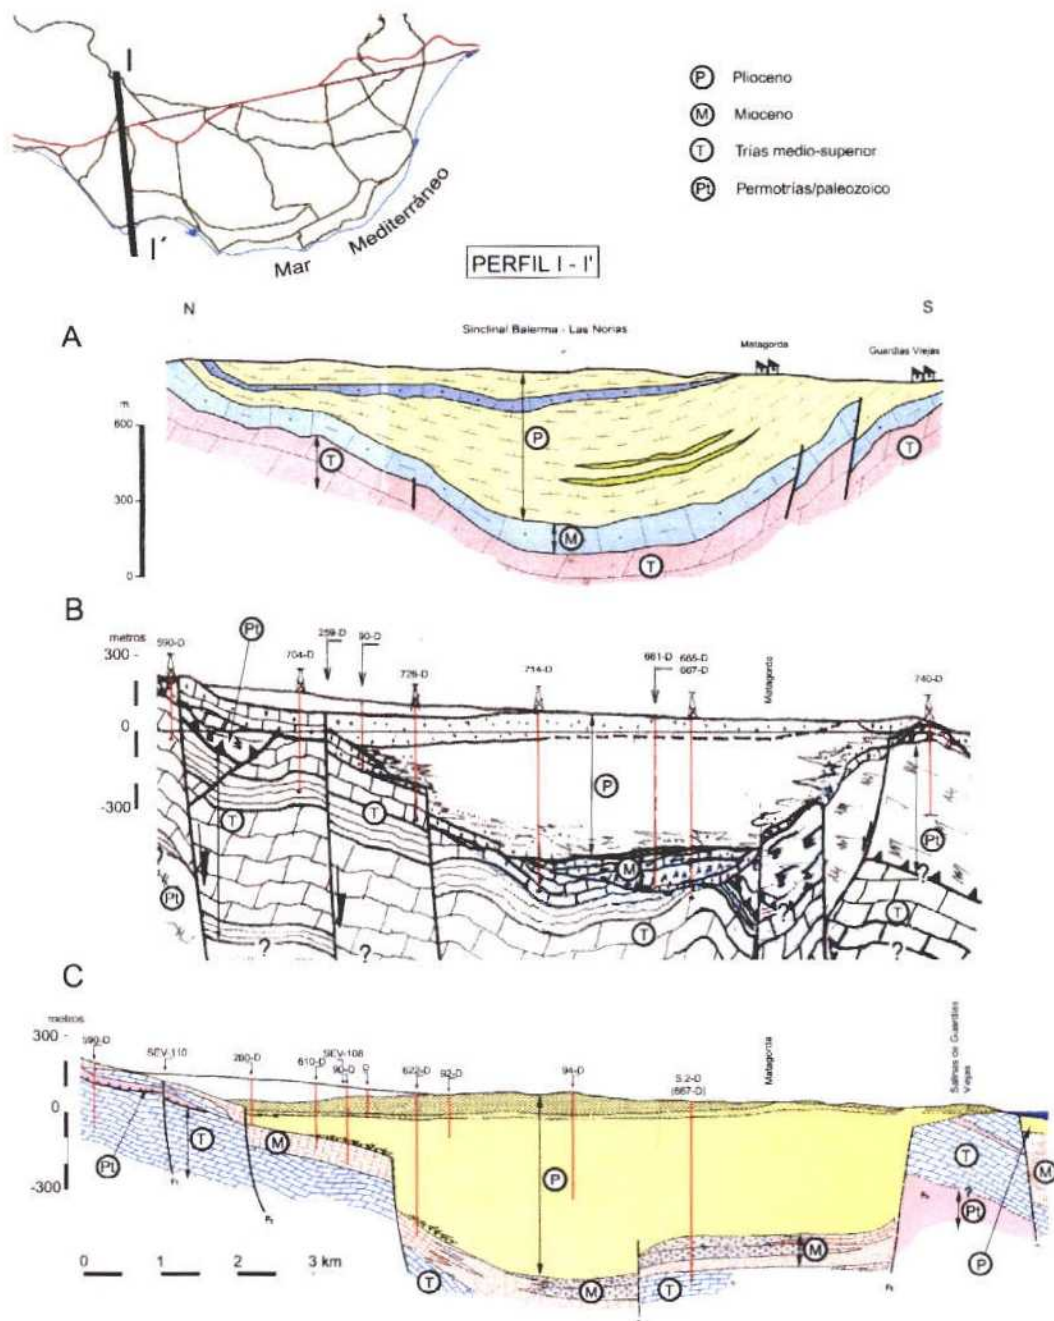 I
I´
Mar
Mediterráneo
P Plioceno
M Mioceno
T Trías medio-superior
Pt Permotrías/paleozoico
PERFIL I - I'
N
S
A
Sinclinal Balerma - Las Norias
Matagorda
Guardias Viejas
m.
600
300
0
P
T
T
M
T
B
metros
300 -
0
-300
590-D
Pt
704-D
259-D
90-D
726-D
714-D
661-D
665-D
667-D
Matagorda
740-D
P
T
T
M
Pt
Pt
T
T
?
?
?
?
?
?
C
metros
300 -
0
-300
590-D
SEV-110
280-D
610-D
SEV-108
90-D
D
622-D
92-D
94-D
S.2-D
(667-D)
Matagorda
Salinas de Guardias
Viejas
T
M
Pt
P
T
M
?
Pt
T
M
T
M
P
0 1 2 3 km